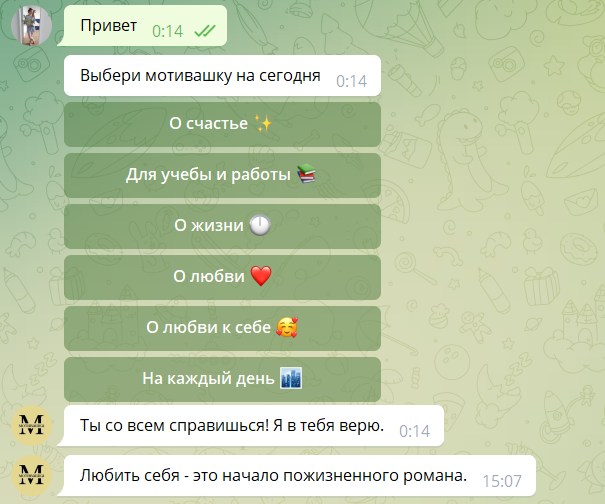 Привет 0:14
Выбери мотивашку на сегодня 0:14
О счастье ✨
Для учебы и работы 📚
О жизни 🕛
О любви ❤️
О любви к себе 🥰
На каждый день 🏙️
М Ты со всем справишься! Я в тебя верю. 0:14
М Любить себя - это начало пожизненного романа. 15:07